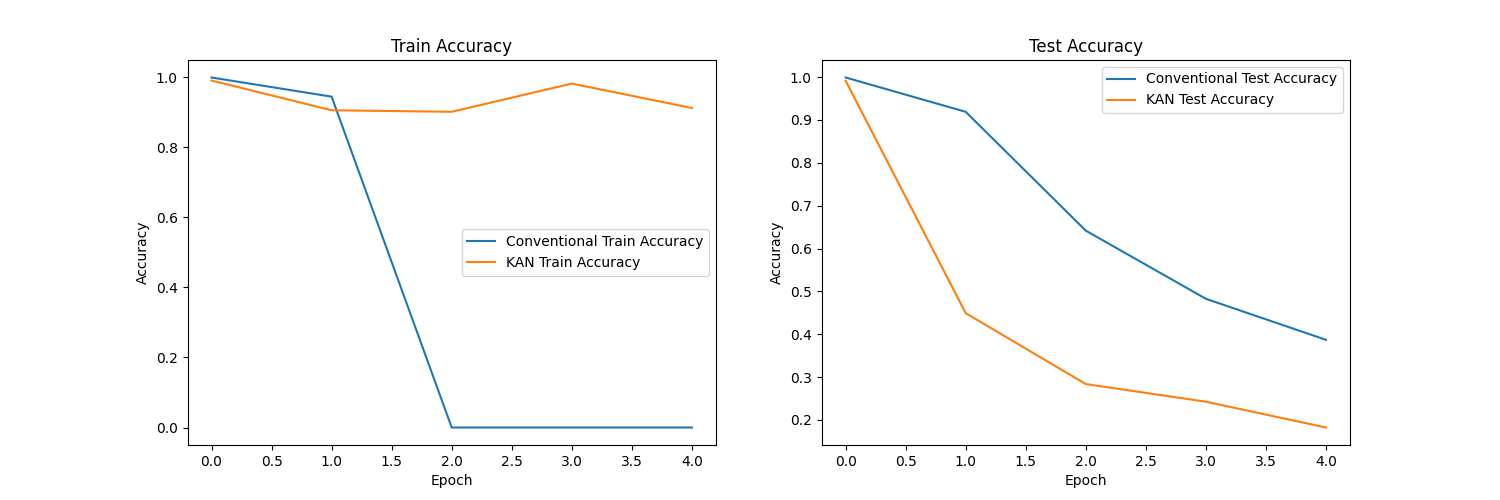 Train Accuracy
Accuracy
1.0
0.8
0.6
0.4
0.2
0.0
Conventional Train Accuracy
KAN Train Accuracy
0.0 0.5 1.0 1.5 2.0 2.5 3.0 3.5 4.0
Epoch
Test Accuracy
Accuracy
1.0
0.9
0.8
0.7
0.6
0.5
0.4
0.3
0.2
Conventional Test Accuracy
KAN Test Accuracy
0.0 0.5 1.0 1.5 2.0 2.5 3.0 3.5 4.0
Epoch